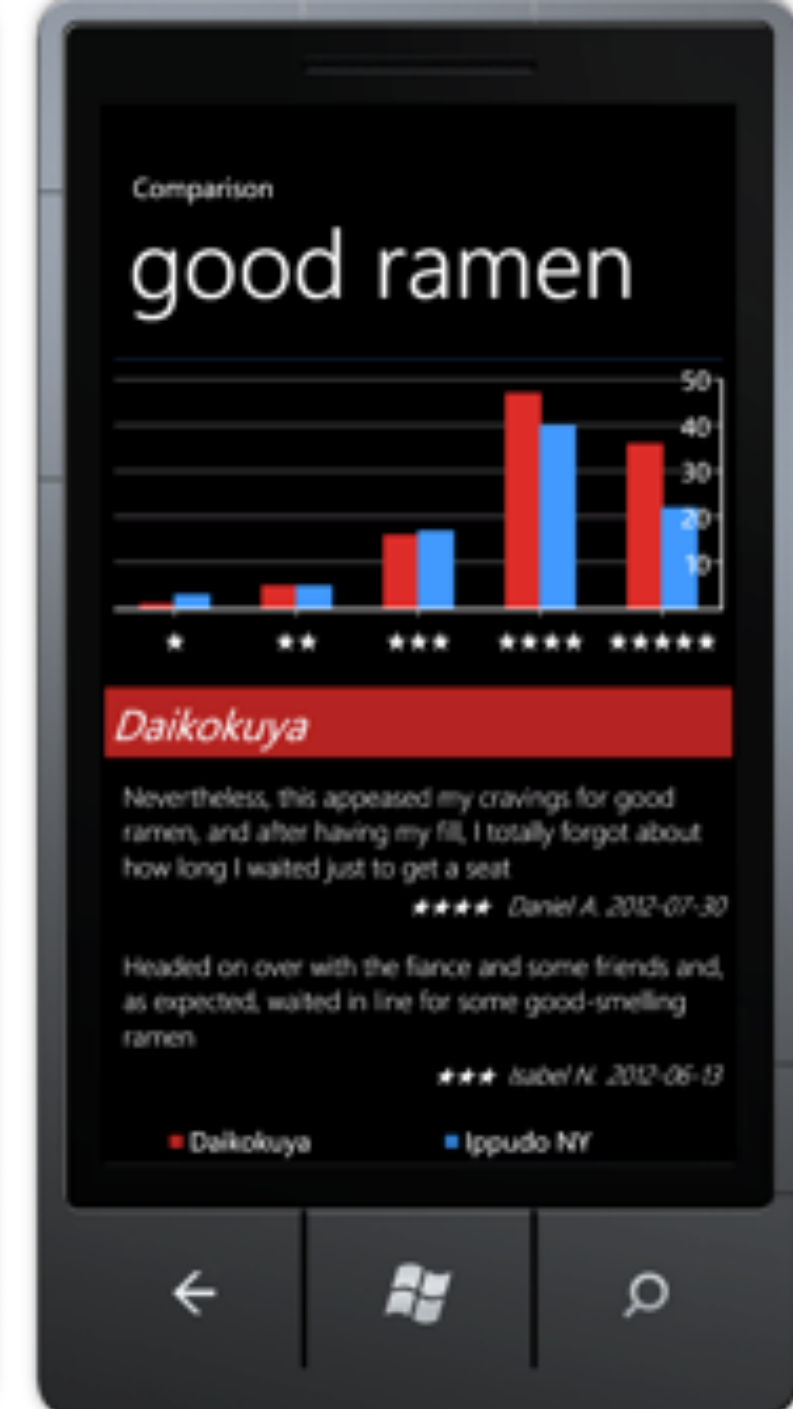 Comparison
good ramen
50
40
30
20
10
★ ★★ ★★★ ★★★★ ★★★★★
Daikokuya
Nevertheless, this appeased my cravings for good
ramen, and after having my fill, I totally forgot about
how long I waited just to get a seat
★★★★ Daniel A. 2012-07-30
Headed on over with the fiance and some friends and,
as expected, waited in line for some good-smelling
ramen
★★★ Isabel N. 2012-06-13
Daikokuya Ippudo NY